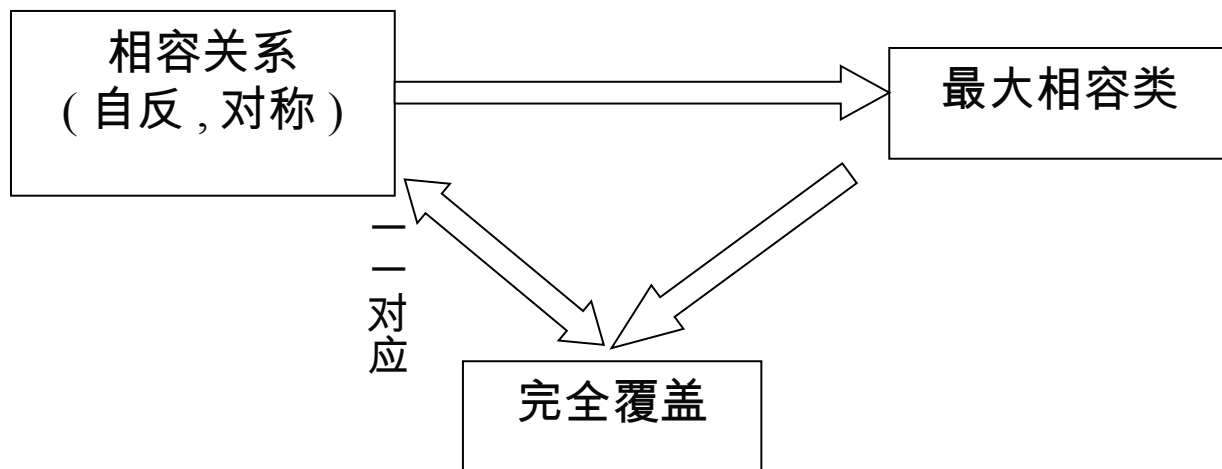 相容关系
( 自反 , 对称 )
最大相容类
一一对应
完全覆盖